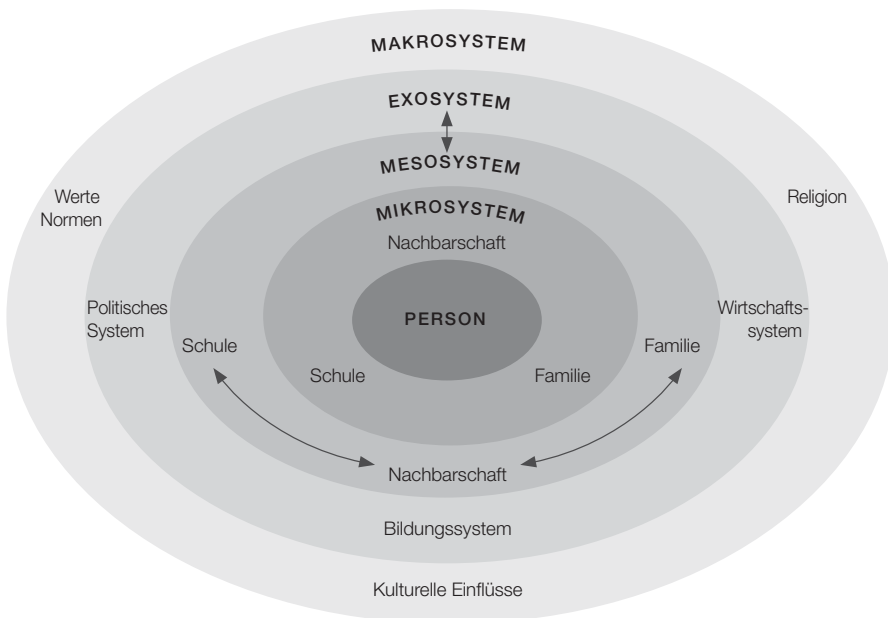 MAKROSYSTEM
EXOSYSTEM
MESOSYSTEM
MIKROSYSTEM
Nachbarschaft
PERSON
Werte
Normen
Religion
Politisches
System
Wirtschafts-
system
Schule
Familie
Schule
Familie
Nachbarschaft
Bildungssystem
Kulturelle Einflüsse